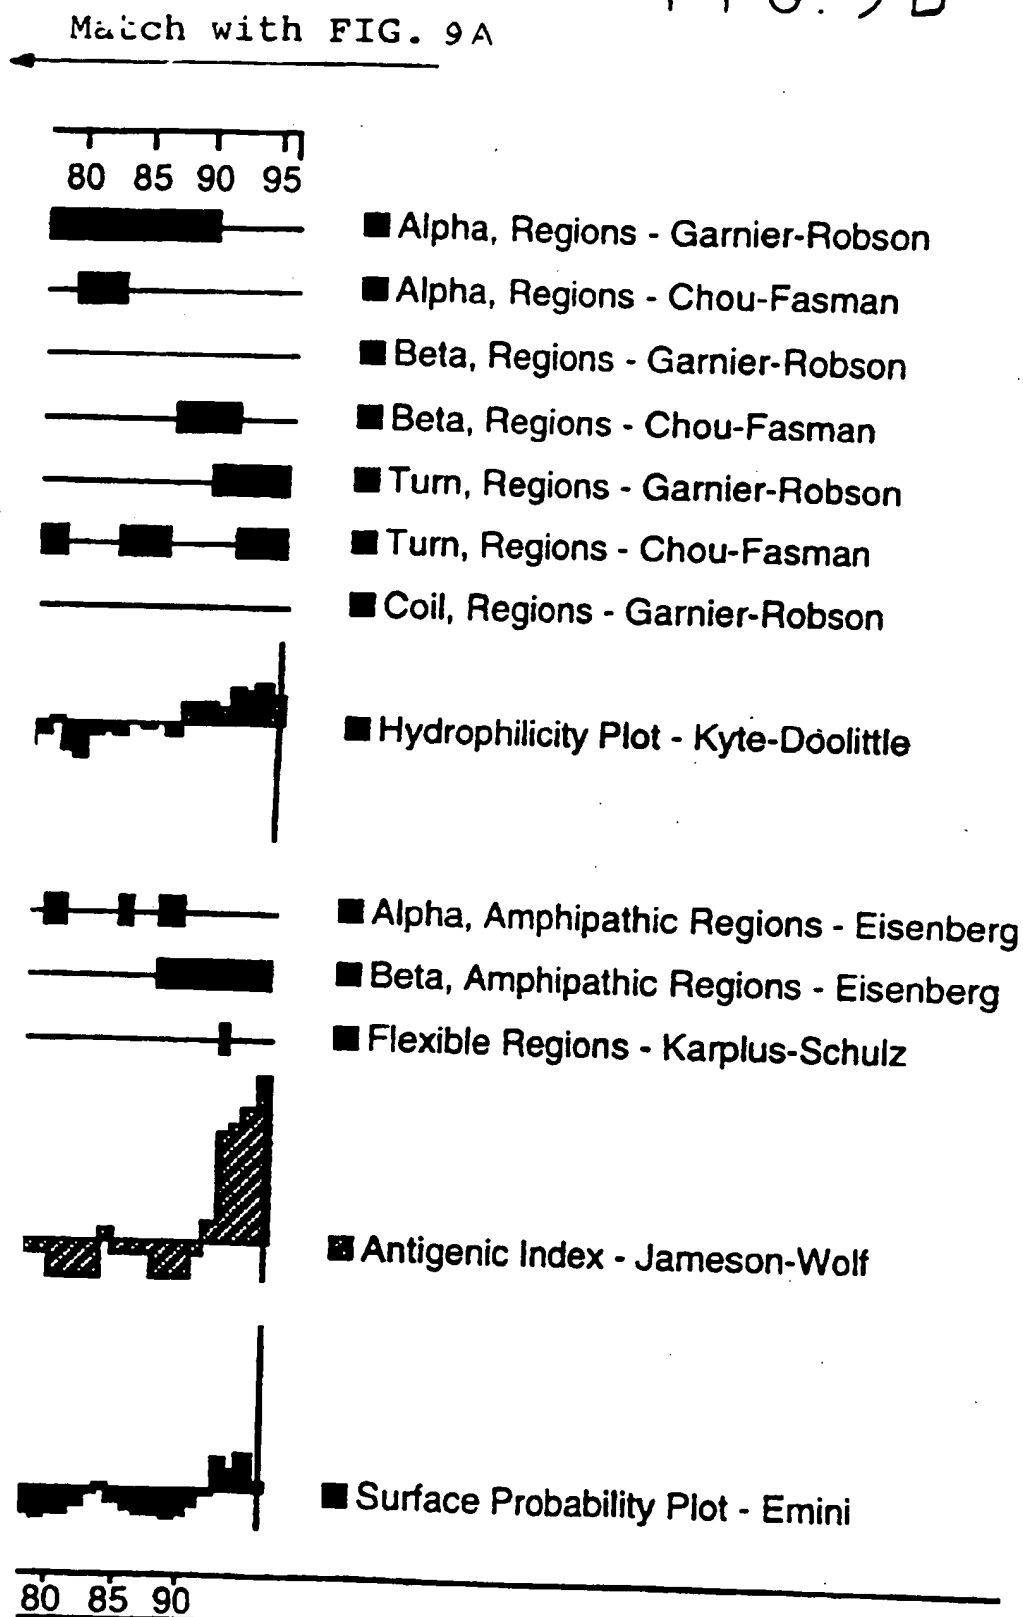 FIG. 9B
Match with FIG. 9A
80 85 90 95
Alpha, Regions - Garnier-Robson
Alpha, Regions - Chou-Fasman
Beta, Regions - Garnier-Robson
Beta, Regions - Chou-Fasman
Turn, Regions - Garnier-Robson
Turn, Regions - Chou-Fasman
Coil, Regions - Garnier-Robson
Hydrophilicity Plot - Kyte-Doolittle
Alpha, Amphipathic Regions - Eisenberg
Beta, Amphipathic Regions - Eisenberg
Flexible Regions - Karplus-Schulz
Antigenic Index - Jameson-Wolf
Surface Probability Plot - Emini
80 85 90